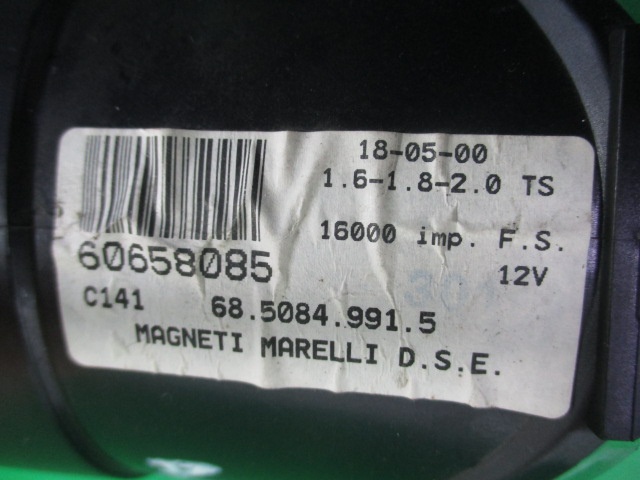 18-05-00
1.6-1.8-2.0 TS
16000 imp. F.S.
60658085
12V
C141 68.5084.991.5
MAGNETI MARELLI D.S.E.